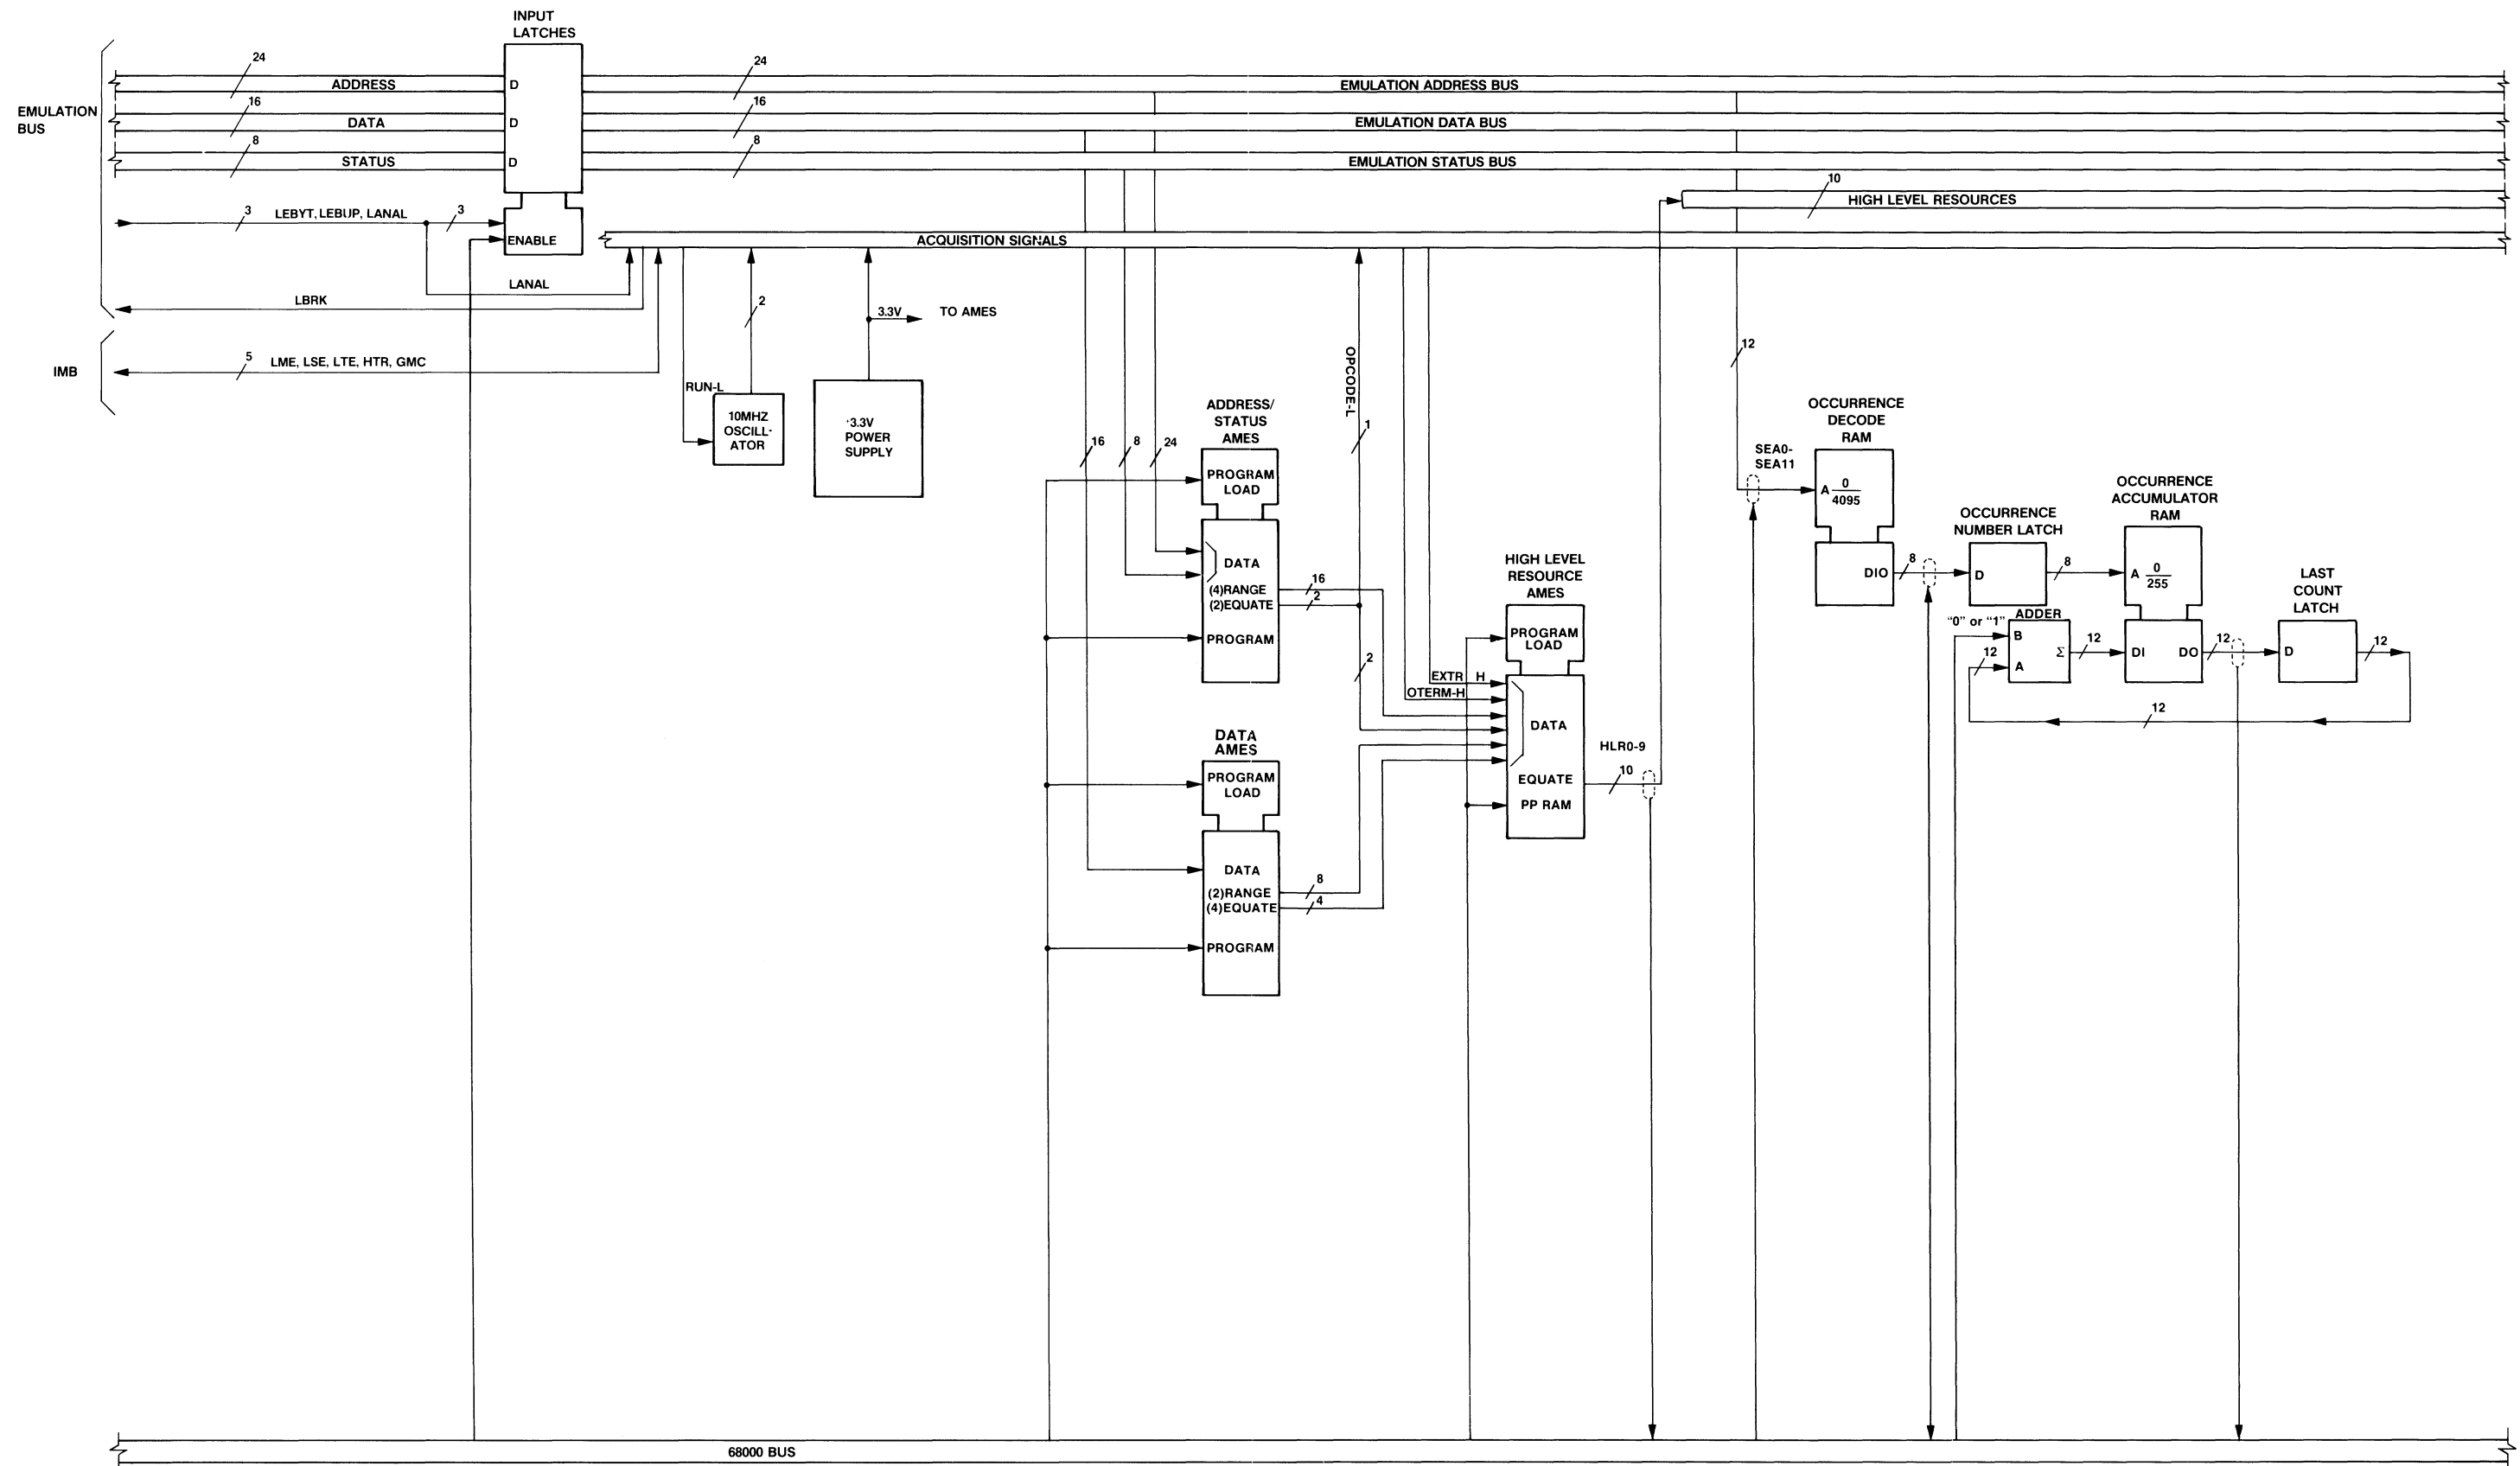 INPUT
LATCHES
24
24
ADDRESS
D
EMULATION ADDRESS BUS
EMULATION
BUS
16
16
DATA
D
EMULATION DATA BUS
8
8
STATUS
D
EMULATION STATUS BUS
10
HIGH LEVEL RESOURCES
3
LEBYT, LEBUP, LANAL
3
ENABLE
ACQUISITION SIGNALS
LANAL
LBRK
2
3.3V
TO AMES
IMB
5
LME, LSE, LTE, HTR, GMC
RUN-L
10MHZ
OSCILL-
ATOR
3.3V
POWER
SUPPLY
OPCODE-L
1
12
16
8
24
ADDRESS/
STATUS
AMES
PROGRAM
LOAD
DATA
(4)RANGE
(2)EQUATE
PROGRAM
16
2
2
DATA
AMES
PROGRAM
LOAD
DATA
(2)RANGE
(4)EQUATE
PROGRAM
8
4
HIGH LEVEL
RESOURCE
AMES
PROGRAM
LOAD
EXTR H
OTERM-H
DATA
EQUATE
PP RAM
HLR0-9
10
SEA0-
SEA11
OCCURRENCE
DECODE
RAM
A 0
4095
DIO
8
OCCURRENCE
NUMBER LATCH
D
8
OCCURRENCE
ACCUMULATOR
RAM
A 0
255
DI
DO
12
ADDER
"0" or "1"
B
Σ
A
12
12
LAST
COUNT
LATCH
D
12
12
68000 BUS